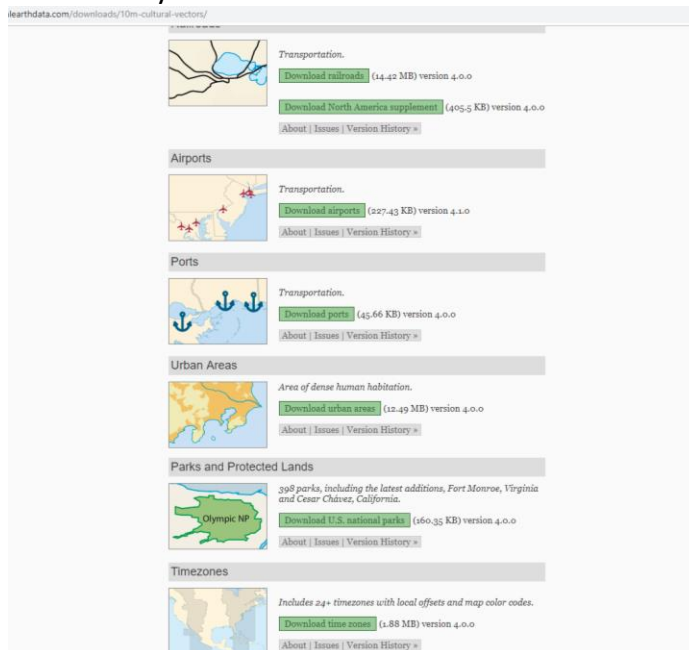 learthdata.com/downloads/10m-cultural-vectors/
Railroads
Transportation.
Download railroads (14.42 MB) version 4.0.0
Download North America supplement (405.5 KB) version 4.0.0
About | Issues | Version History »
Airports
Transportation.
Download airports (227.43 KB) version 4.1.0
About | Issues | Version History »
Ports
Transportation.
Download ports (45.66 KB) version 4.0.0
About | Issues | Version History »
Urban Areas
Area of dense human habitation.
Download urban areas (12.49 MB) version 4.0.0
About | Issues | Version History »
Parks and Protected Lands
Olympic NP
398 parks, including the latest additions, Fort Monroe, Virginia
and Cesar Chávez, California.
Download U.S. national parks (160.35 KB) version 4.0.0
About | Issues | Version History »
Timezones
Includes 24+ timezones with local offsets and map color codes.
Download time zones (1.88 MB) version 4.0.0
About | Issues | Version History »